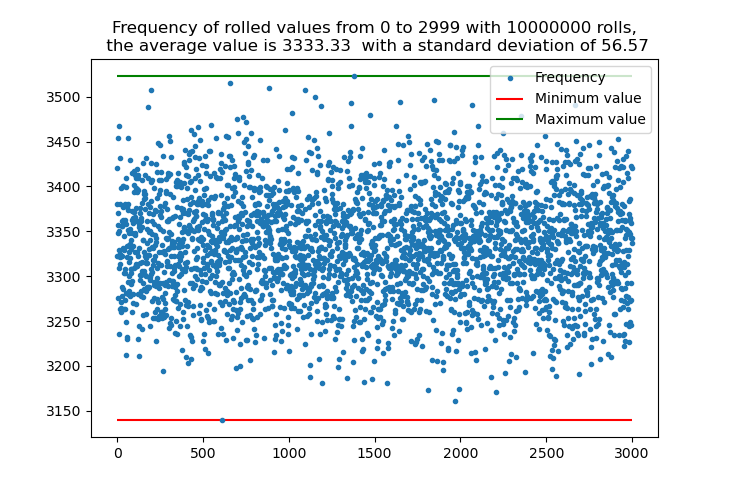 Frequency of rolled values from 0 to 2999 with 10000000 rolls,
the average value is 3333.33 with a standard deviation of 56.57
Frequency
Minimum value
Maximum value
3500
3450
3400
3350
3300
3250
3200
3150
0 500 1000 1500 2000 2500 3000